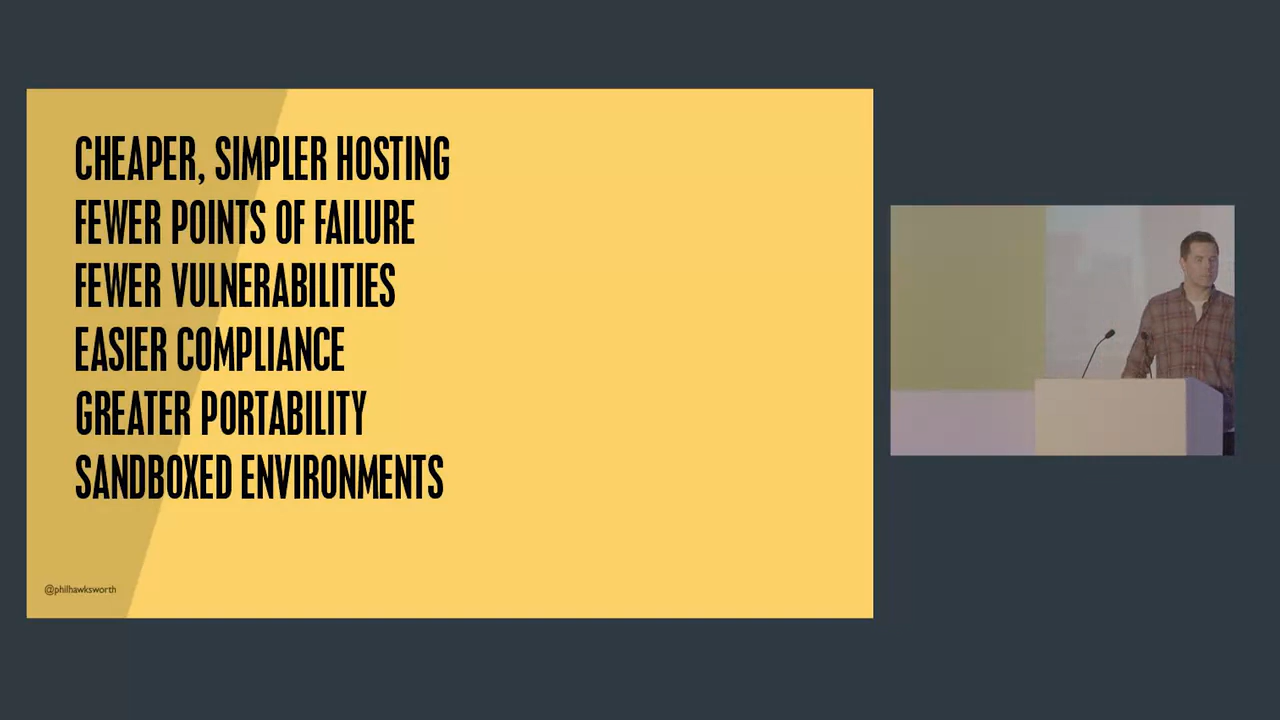 CHEAPER, SIMPLER HOSTING
FEWER POINTS OF FAILURE
FEWER VULNERABILITIES
EASIER COMPLIANCE
GREATER PORTABILITY
SANDBOXED ENVIRONMENTS
@philhawksworth